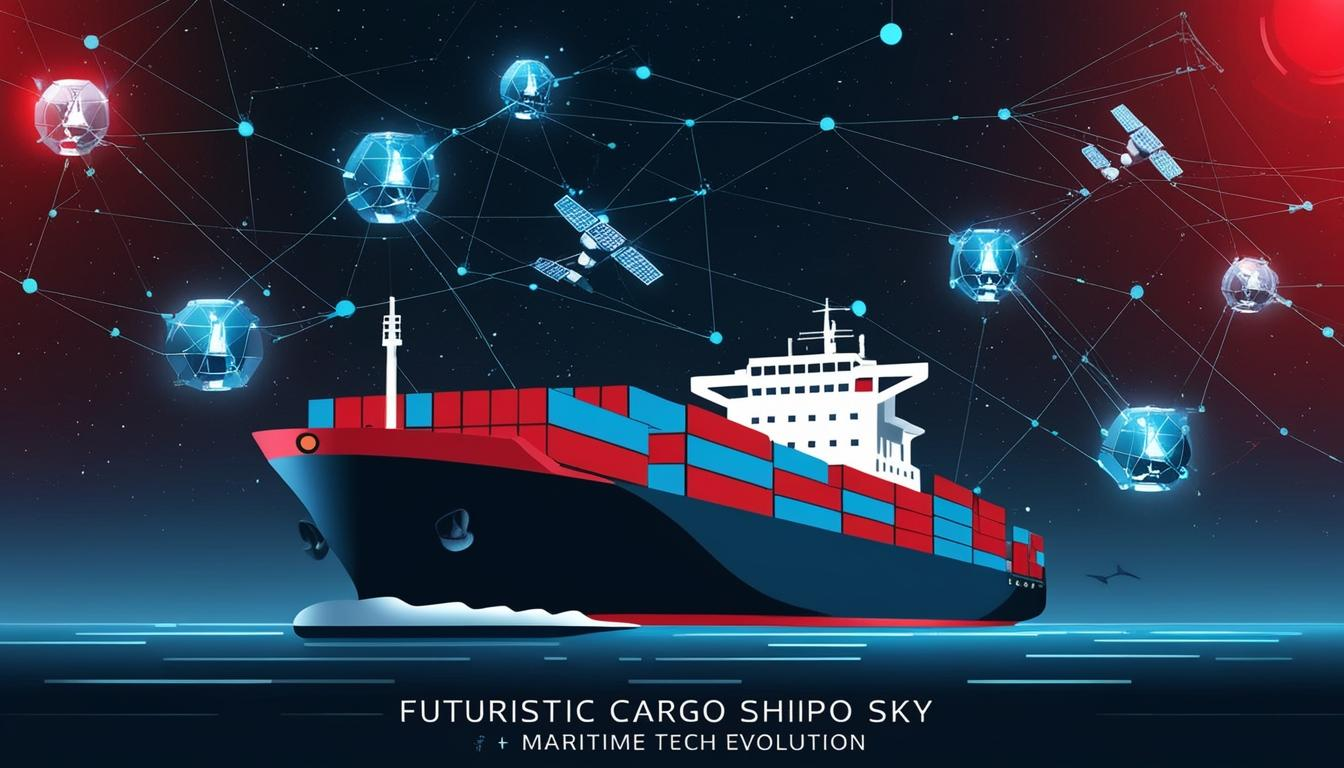 FUTURISTIC CARGO SHIIPO SKY
+ MARITIME TECH EVOLUTION